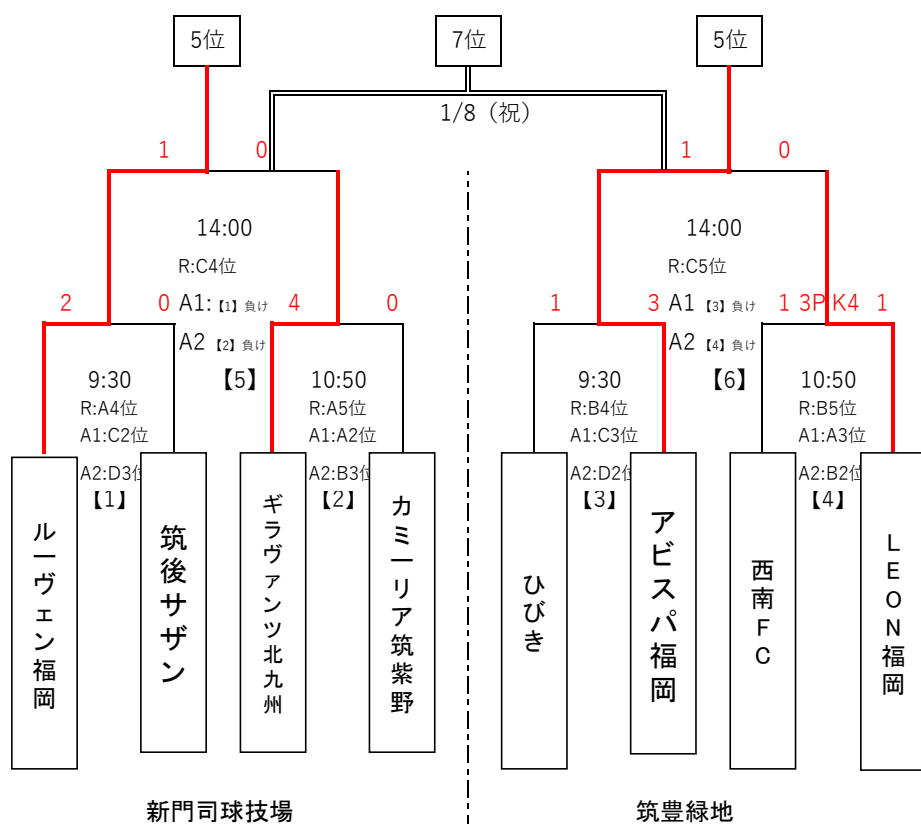 5位
7位
5位
1/8（祝）
1
0
1
0
14:00
R:C4位
A1:【1】負け
A2【2】負け
【5】
14:00
R:C5位
A1【3】負け
A2【4】負け
【6】
2
0
4
0
1
3
1 3PK4 1
9:30
R:A4位
A1:C2位
A2:D3位
【1】
10:50
R:A5位
A1:A2位
A2:B3位
【2】
9:30
R:B4位
A1:C3位
A2:D2位
【3】
10:50
R:B5位
A1:A3位
A2:B2位
【4】
ルーヴェン福岡
筑後サザン
ギラヴァンツ北九州
カミーリア筑紫野
ひびき
アビスパ福岡
西南FC
LEON福岡
新門司球技場
筑豊緑地